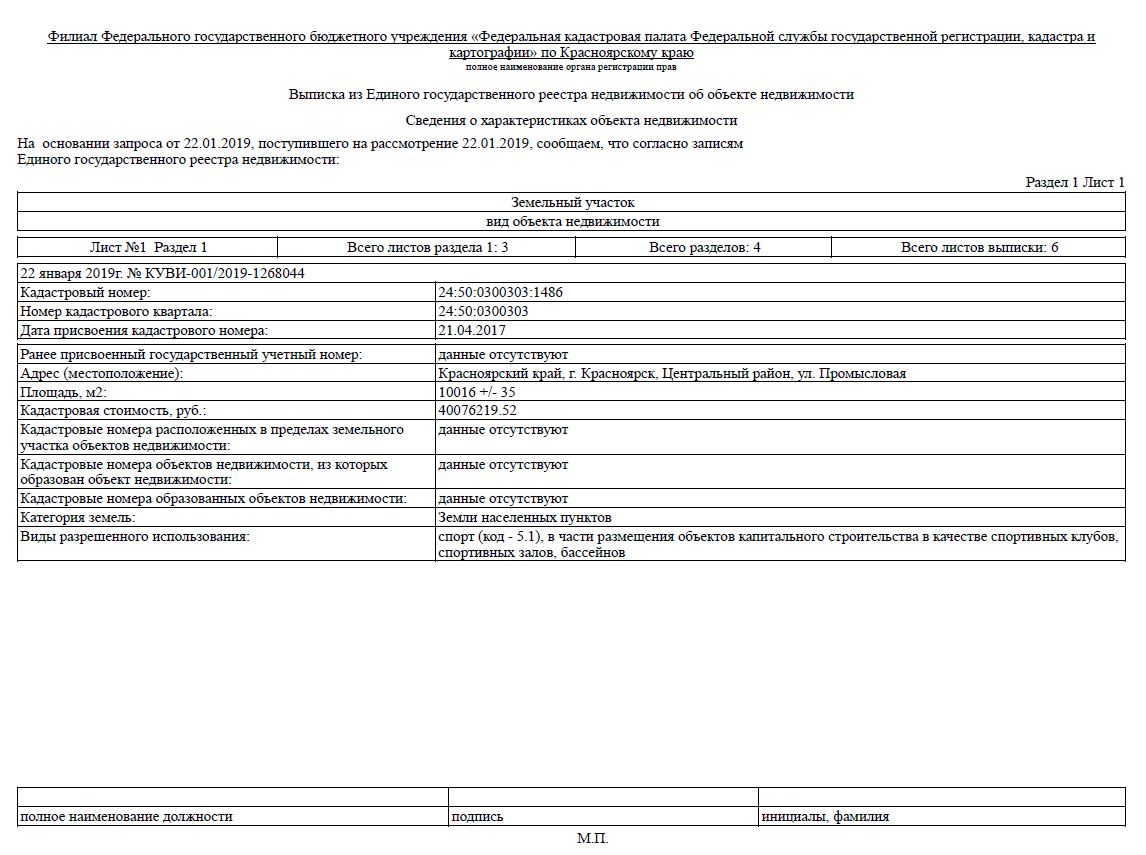 Филиал Федерального государственного бюджетного учреждения «Федеральная кадастровая палата Федеральной службы государственной регистрации, кадастра и
картографии» по Красноярскому краю
полное наименование органа регистрации прав
Выписка из Единого государственного реестра недвижимости об объекте недвижимости
Сведения о характеристиках объекта недвижимости
На основании запроса от 22.01.2019, поступившего на рассмотрение 22.01.2019, сообщаем, что согласно записям
Единого государственного реестра недвижимости:
Раздел 1 Лист 1
Земельный участок
вид объекта недвижимости
Лист №1 Раздел 1 Всего листов раздела 1: 3 Всего разделов: 4 Всего листов выписки: 6
22 января 2019г. № КУВИ-001/2019-1268044
Кадастровый номер: 24:50:0300303:1486
Номер кадастрового квартала: 24:50:0300303
Дата присвоения кадастрового номера: 21.04.2017
Ранее присвоенный государственный учетный номер: данные отсутствуют
Адрес (местоположение): Красноярский край, г. Красноярск, Центральный район, ул. Промысловая
Площадь, м2: 10016 +/- 35
Кадастровая стоимость, руб.: 40076219.52
Кадастровые номера расположенных в пределах земельного данные отсутствуют
участка объектов недвижимости:
Кадастровые номера объектов недвижимости, из которых данные отсутствуют
образован объект недвижимости:
Кадастровые номера образованных объектов недвижимости: данные отсутствуют
Категория земель: Земли населенных пунктов
Виды разрешенного использования: спорт (код - 5.1), в части размещения объектов капитального строительства в качестве спортивных клубов,
спортивных залов, бассейнов
полное наименование должности подпись инициалы, фамилия
М.П.